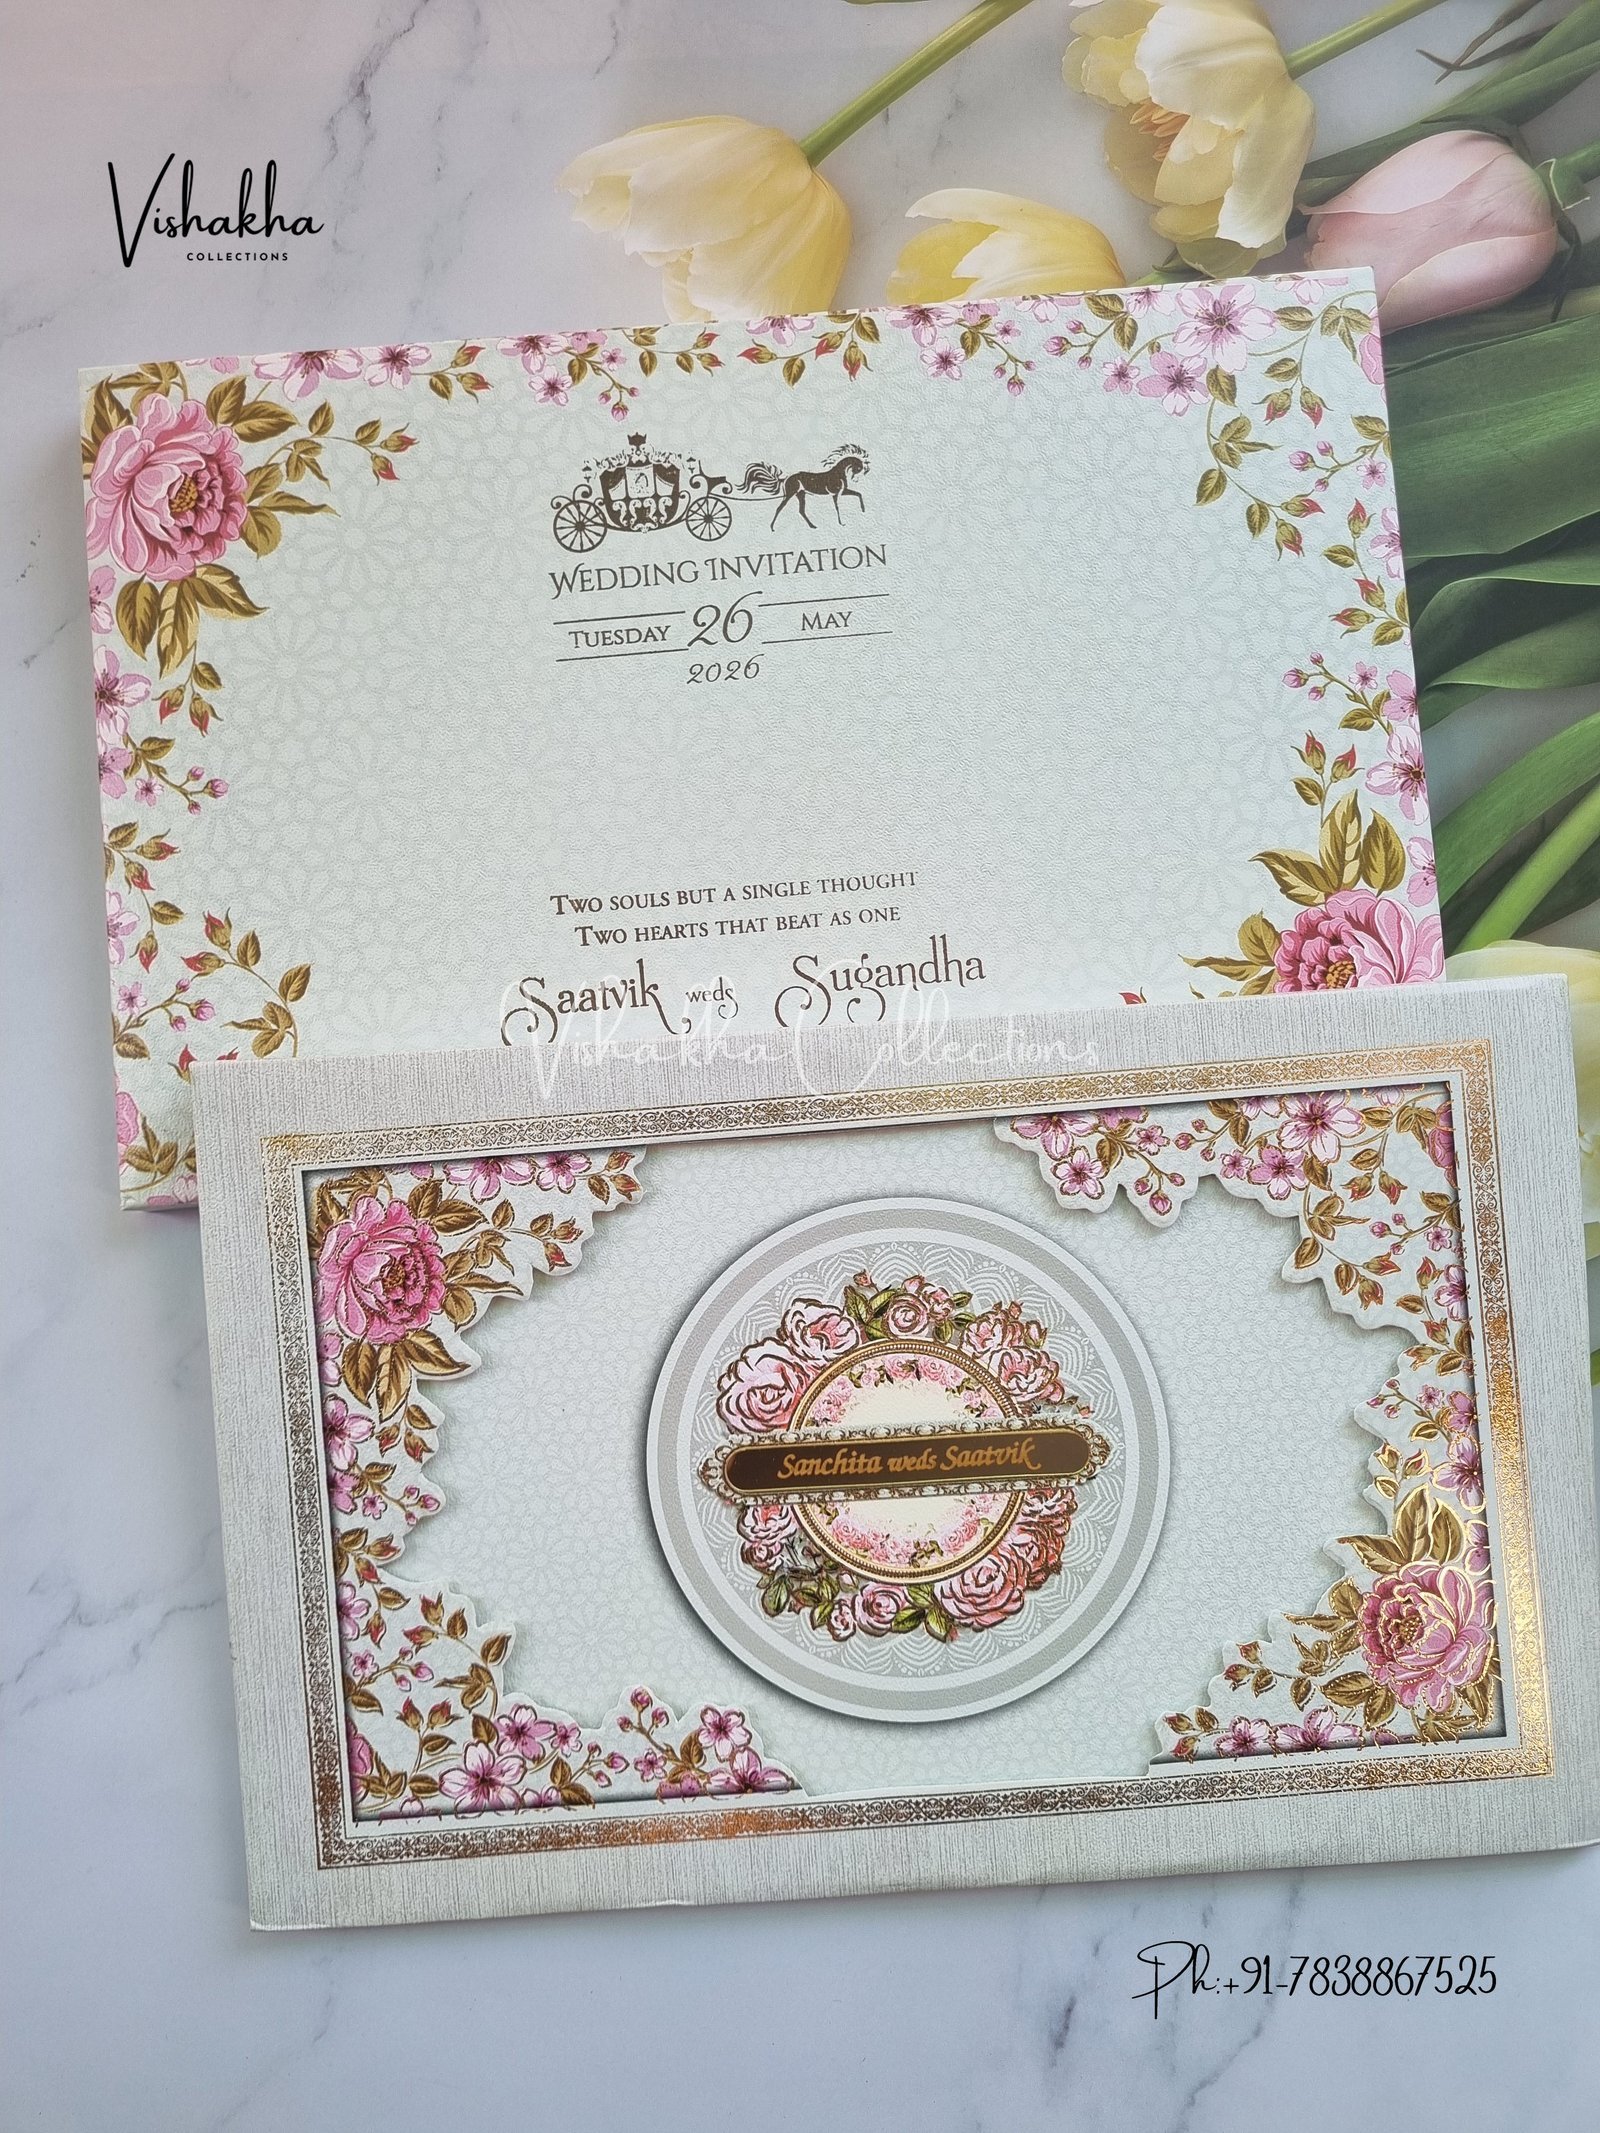 Vishakha
COLLECTIONS
WEDDING INVITATION
TUESDAY 26 MAY
2026
TWO SOULS BUT A SINGLE THOUGHT
TWO HEARTS THAT BEAT AS ONE
Saatvik weds Sugandha
Vishakha Collections
Sanchita weds Saatvik
Ph:+91-7838867525